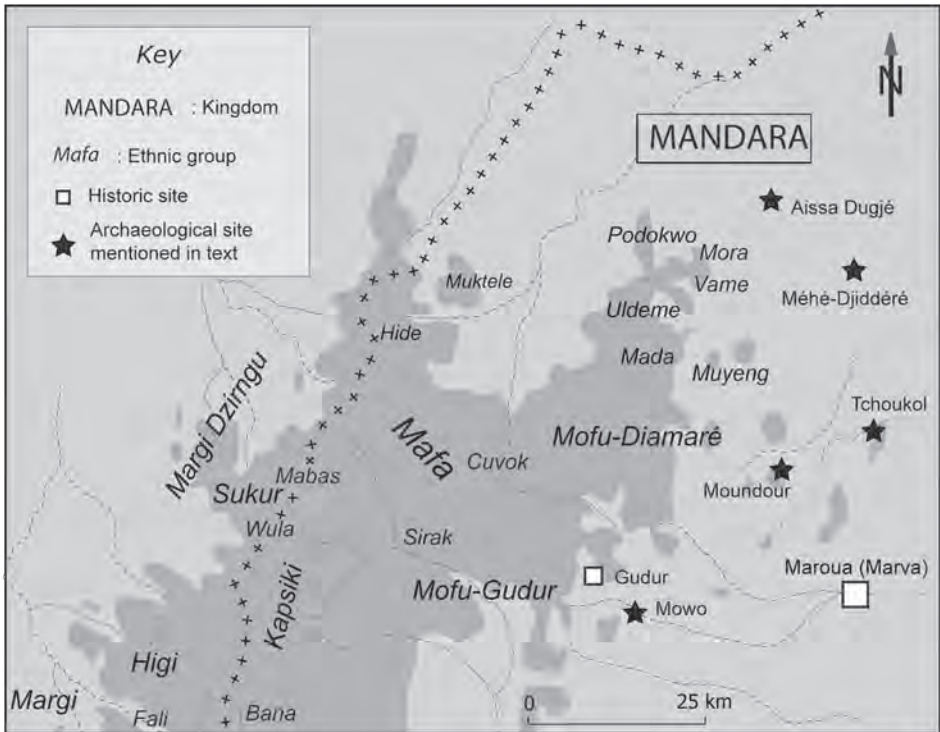 Key
MANDARA : Kingdom
Mafa : Ethnic group
Historic site
Archaeological site
mentioned in text
N
MANDARA
Aissa Dugjé
Podokwo
Mora
Muktele
Vame
Méhé-Djiddéré
Uldeme
Hide
Mada
Muyeng
Margi Dzirngu
Tchoukol
Mafa
Mofu-Diamaré
Cuvok
Mabas
Moundour
Sukur
Wula
Sirak
Maroua (Marva)
Gudur
Kapsiki
Mofu-Gudur
Mowo
Higi
Margi
0 25 km
Fali
Bana